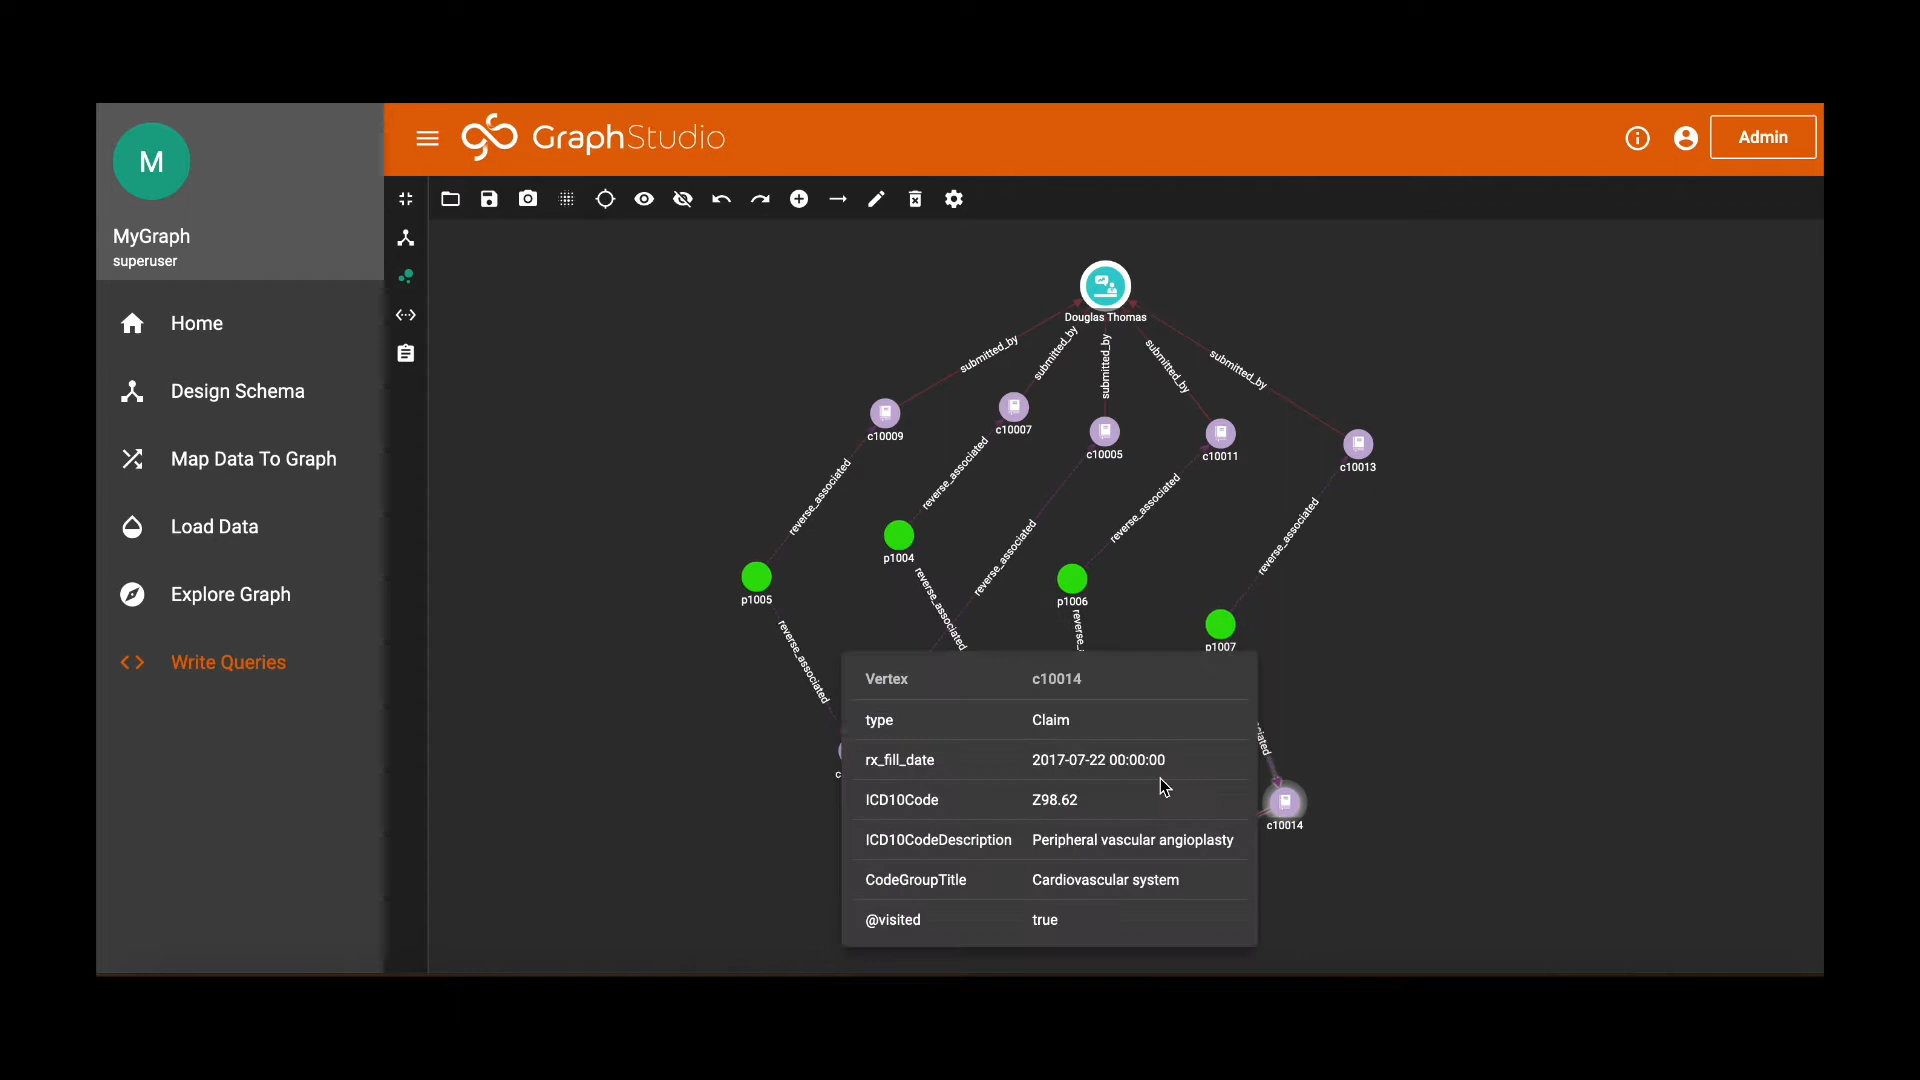 M
MyGraph
superuser
Home
Design Schema
Map Data To Graph
Load Data
Explore Graph
Write Queries
GraphStudio
Admin
Douglas Thomas
submitted_by
submitted_by
submitted_by
submitted_by
submitted_by
c10009
c10007
c10005
c10011
c10013
reverse_associated
reverse_associated
reverse_associated
reverse_associated
reverse_associated
p1004
p1005
p1006
p1007
reverse_associated
reverse_associated
reverse_
Vertex c10014
type Claim
rx_fill_date 2017-07-22 00:00:00
ICD10Code Z98.62
ICD10CodeDescription Peripheral vascular angioplasty
CodeGroupTitle Cardiovascular system
@visited true
c10014